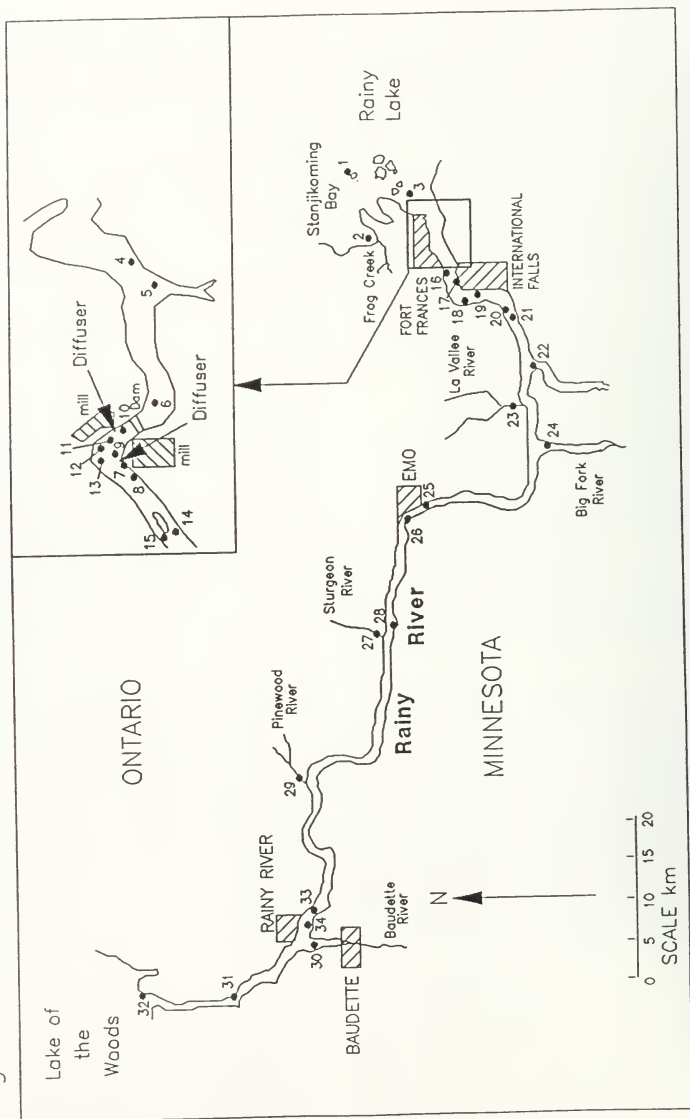 Lake of
the
Woods
ONTARIO
MINNESOTA
Rainy
River
Rainy
Lake
Stanjikoming
Bay
Frog Creek
FORT
FRANCES
INTERNATIONAL
FALLS
La Vallee
River
Big Fork
River
EMO
Sturgeon
River
Pinewood
River
RAINY RIVER
BAUDETTE
Baudette
River
N
0 5 10 15 20
SCALE km
mill
Diffuser
Dam
Diffuser
mill
1
2
3
4
5
6
7
8
9
10
11
12
13
14
15
16
17
18
19
20
21
22
23
24
25
26
27
28
29
30
31
32
33
34